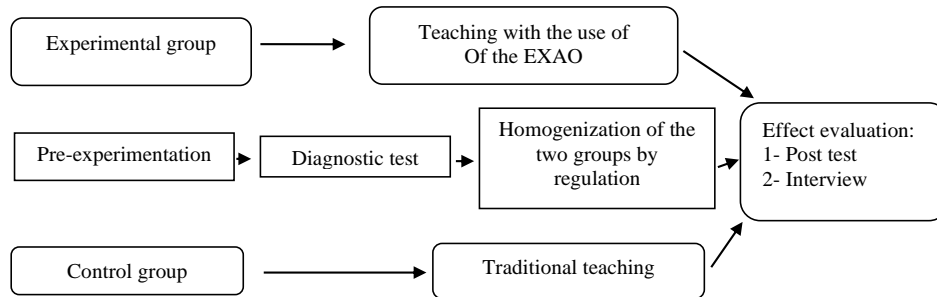 Experimental group
Teaching with the use of
Of the EXAO
Pre-experimentation
Diagnostic test
Homogenization of the
two groups by
regulation
Effect evaluation:
1- Post test
2- Interview
Control group
Traditional teaching